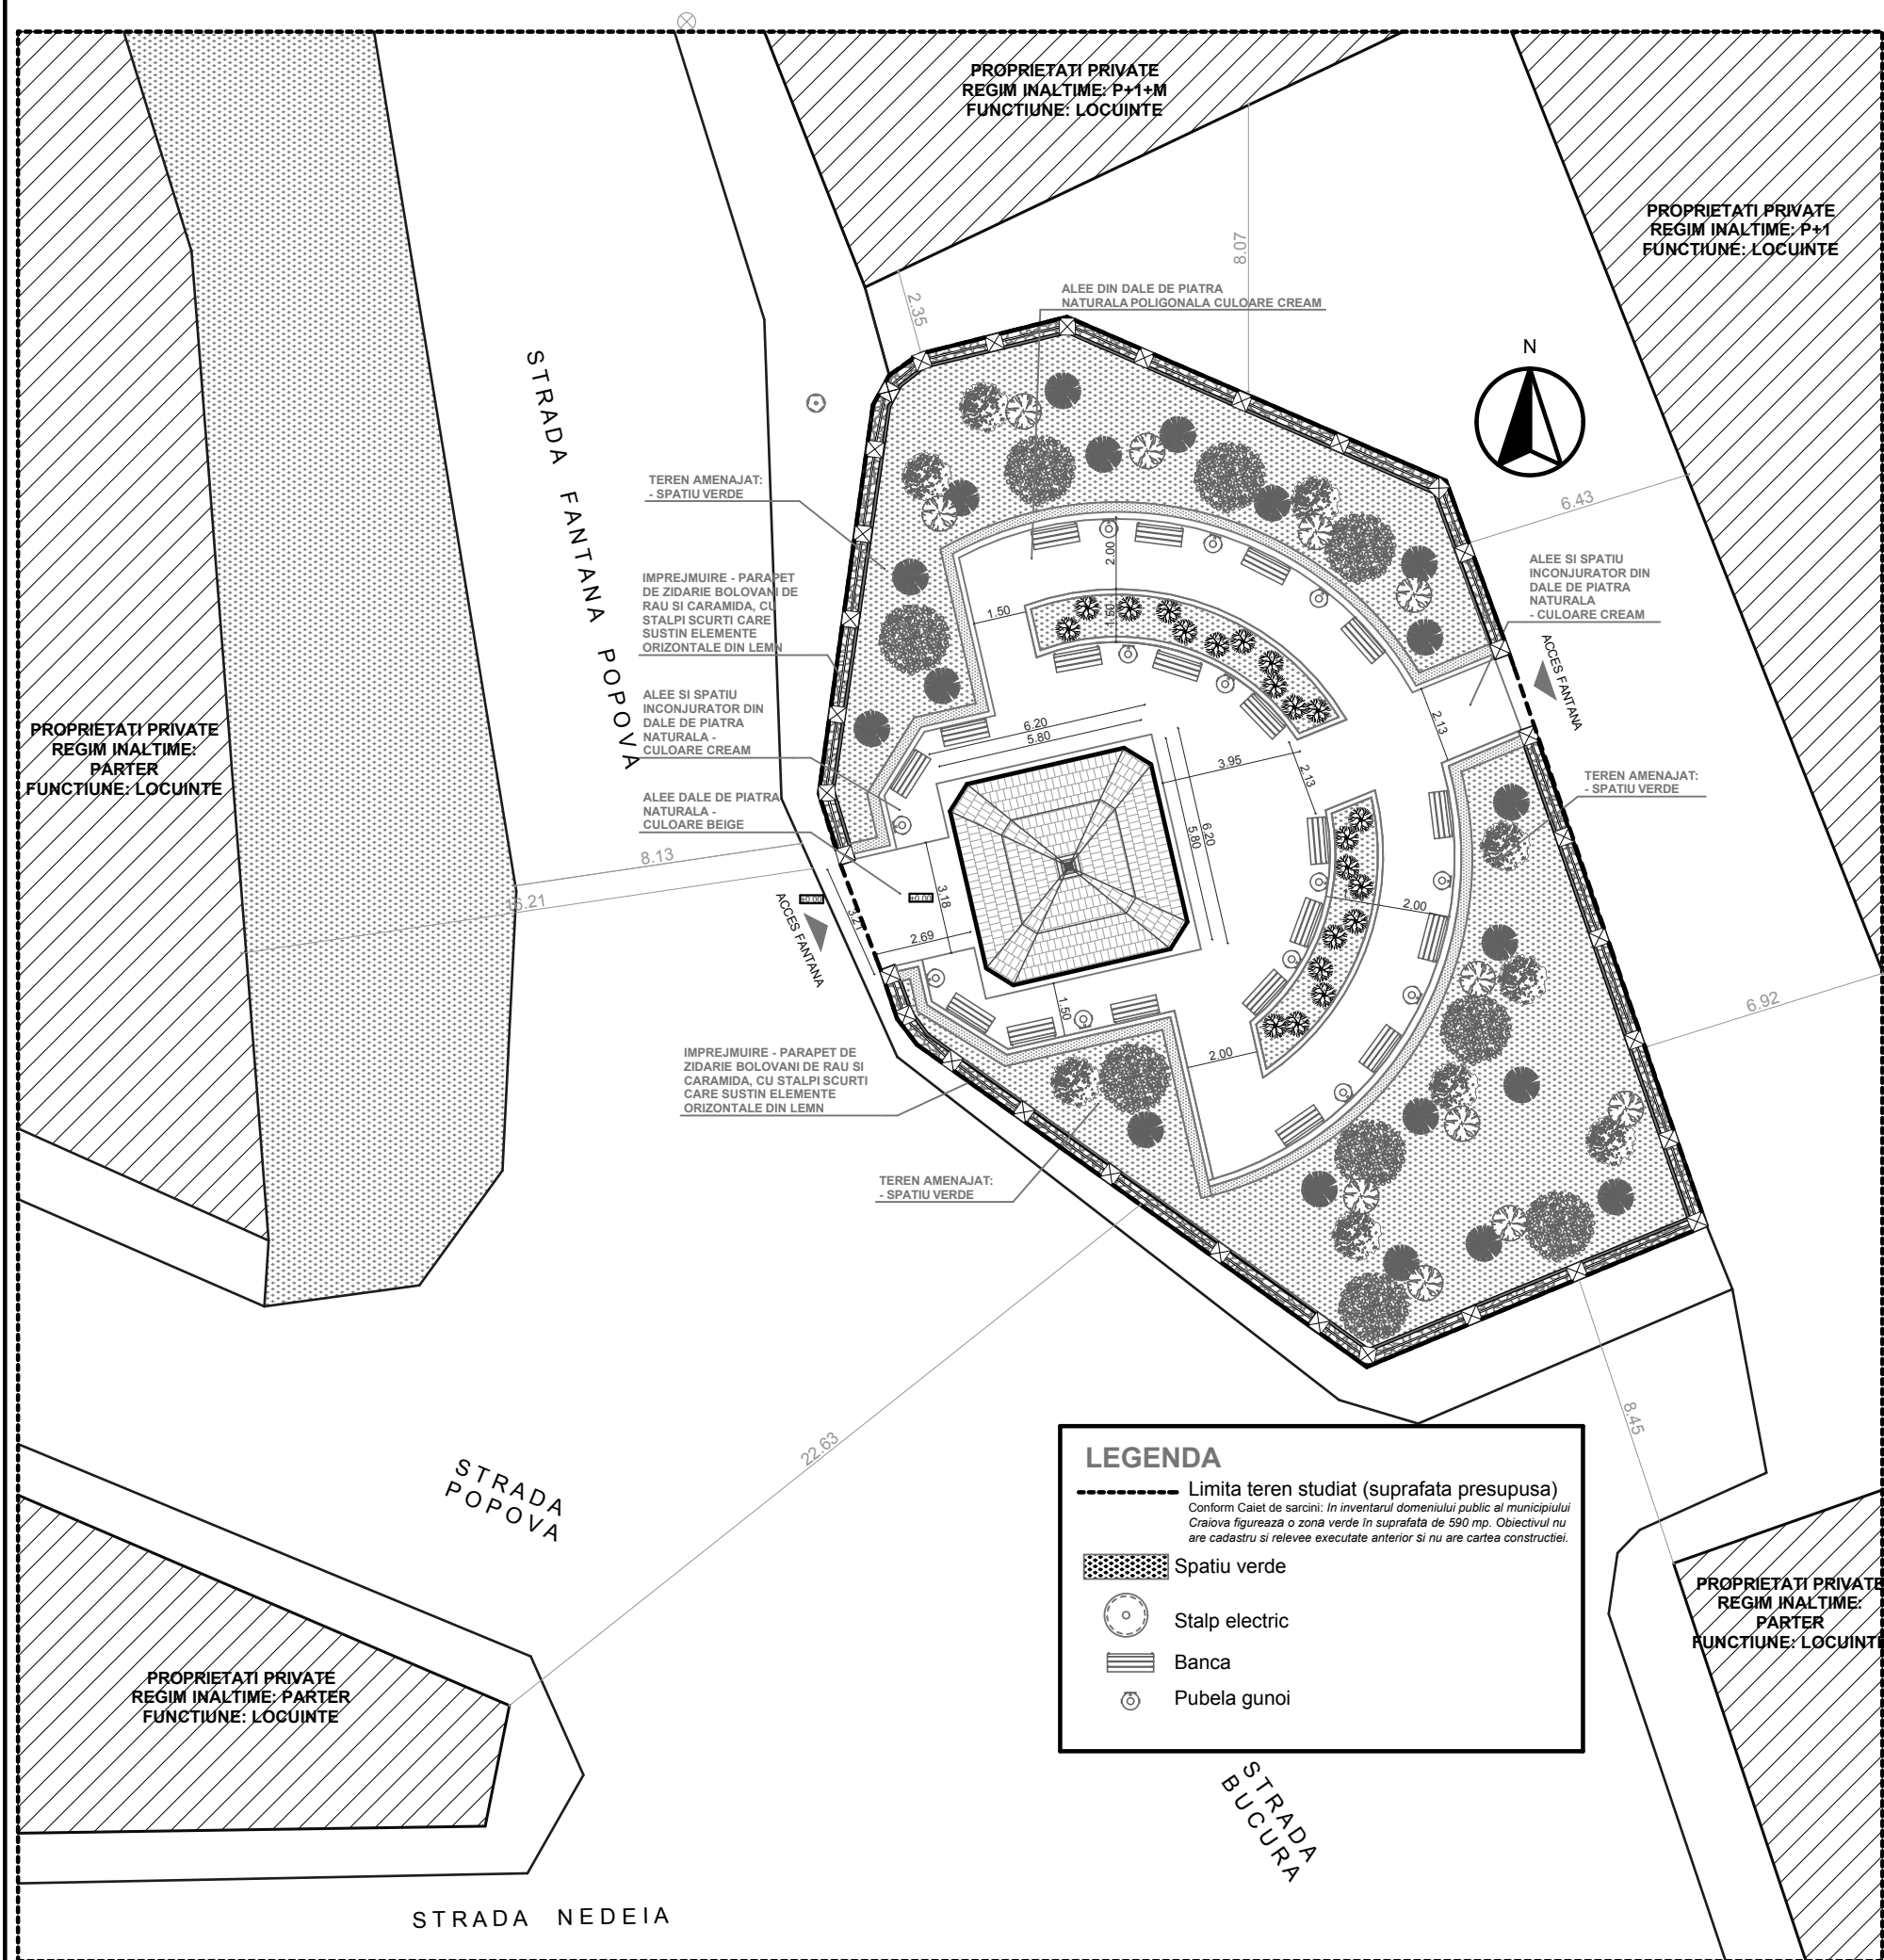 PROPRIETATI PRIVATE
REGIM INALTIME: P+1+M
FUNCTIUNE: LOCUINTE
PROPRIETATI PRIVATE
REGIM INALTIME: P+1
FUNCTIUNE: LOCUINTE
8.07
2.35
ALEE DIN DALE DE PIATRA
NATURALA POLIGONALA CULOARE CREAM
N
STRADA FANTANA POPOVA
TEREN AMENAJAT:
- SPATIU VERDE
6.43
ALEE SI SPATIU
INCONJURATOR DIN
DALE DE PIATRA
NATURALA
- CULOARE CREAM
IMPREJMUIRE - PARAPET
DE ZIDARIE BOLOVANI DE
RAU SI CARAMIDA, CU
STALPI SCURTI CARE
SUSTIN ELEMENTE
ORIZONTALE DIN LEMN
2.00
1.50
1.50
ACCES FANTANA
ALEE SI SPATIU
INCONJURATOR DIN
DALE DE PIATRA
NATURALA -
CULOARE CREAM
6.20
5.80
2.13
3.95
2.13
PROPRIETATI PRIVATE
REGIM INALTIME:
PARTER
FUNCTIUNE: LOCUINTE
TEREN AMENAJAT:
- SPATIU VERDE
ALEE DALE DE PIATRA
NATURALA -
CULOARE BEIGE
6.20
5.80
8.13
16.21
±0.00
±0.00
3.18
3.21
2.00
ACCES FANTANA
2.69
1.50
6.92
2.00
IMPREJMUIRE - PARAPET DE
ZIDARIE BOLOVANI DE RAU SI
CARAMIDA, CU STALPI SCURTI
CARE SUSTIN ELEMENTE
ORIZONTALE DIN LEMN
TEREN AMENAJAT:
- SPATIU VERDE
22.63
8.45
STRADA
POPOVA
LEGENDA
Limita teren studiat (suprafata presupusa)
Conform Caiet de sarcini: In inventarul domeniului public al municipiului
Craiova figureaza o zona verde în suprafata de 590 mp. Obiectivul nu
are cadastru si relevee executate anterior si nu are cartea constructiei.
Spatiu verde
Stalp electric
Banca
Pubela gunoi
PROPRIETATI PRIVATE
REGIM INALTIME:
PARTER
FUNCTIUNE: LOCUINTE
PROPRIETATI PRIVATE
REGIM INALTIME: PARTER
FUNCTIUNE: LOCUINTE
STRADA
BUCURA
STRADA NEDEIA